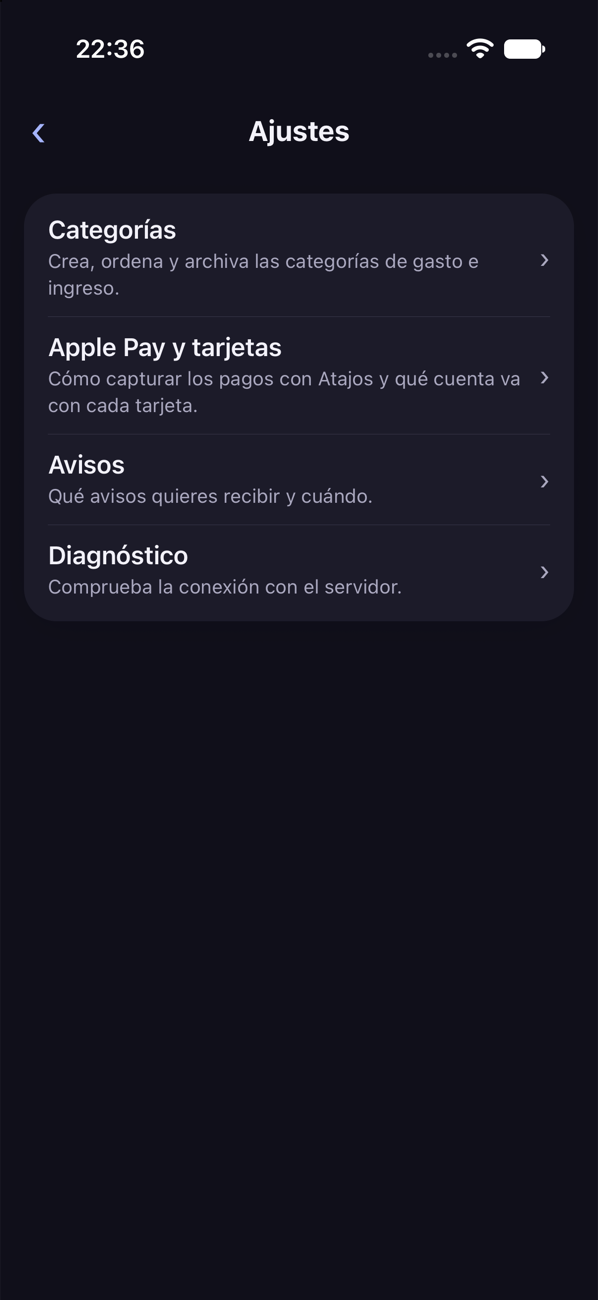 22:36
Ajustes
Categorías
Crea, ordena y archiva las categorías de gasto e
ingreso.
Apple Pay y tarjetas
Cómo capturar los pagos con Atajos y qué cuenta va
con cada tarjeta.
Avisos
Qué avisos quieres recibir y cuándo.
Diagnóstico
Comprueba la conexión con el servidor.